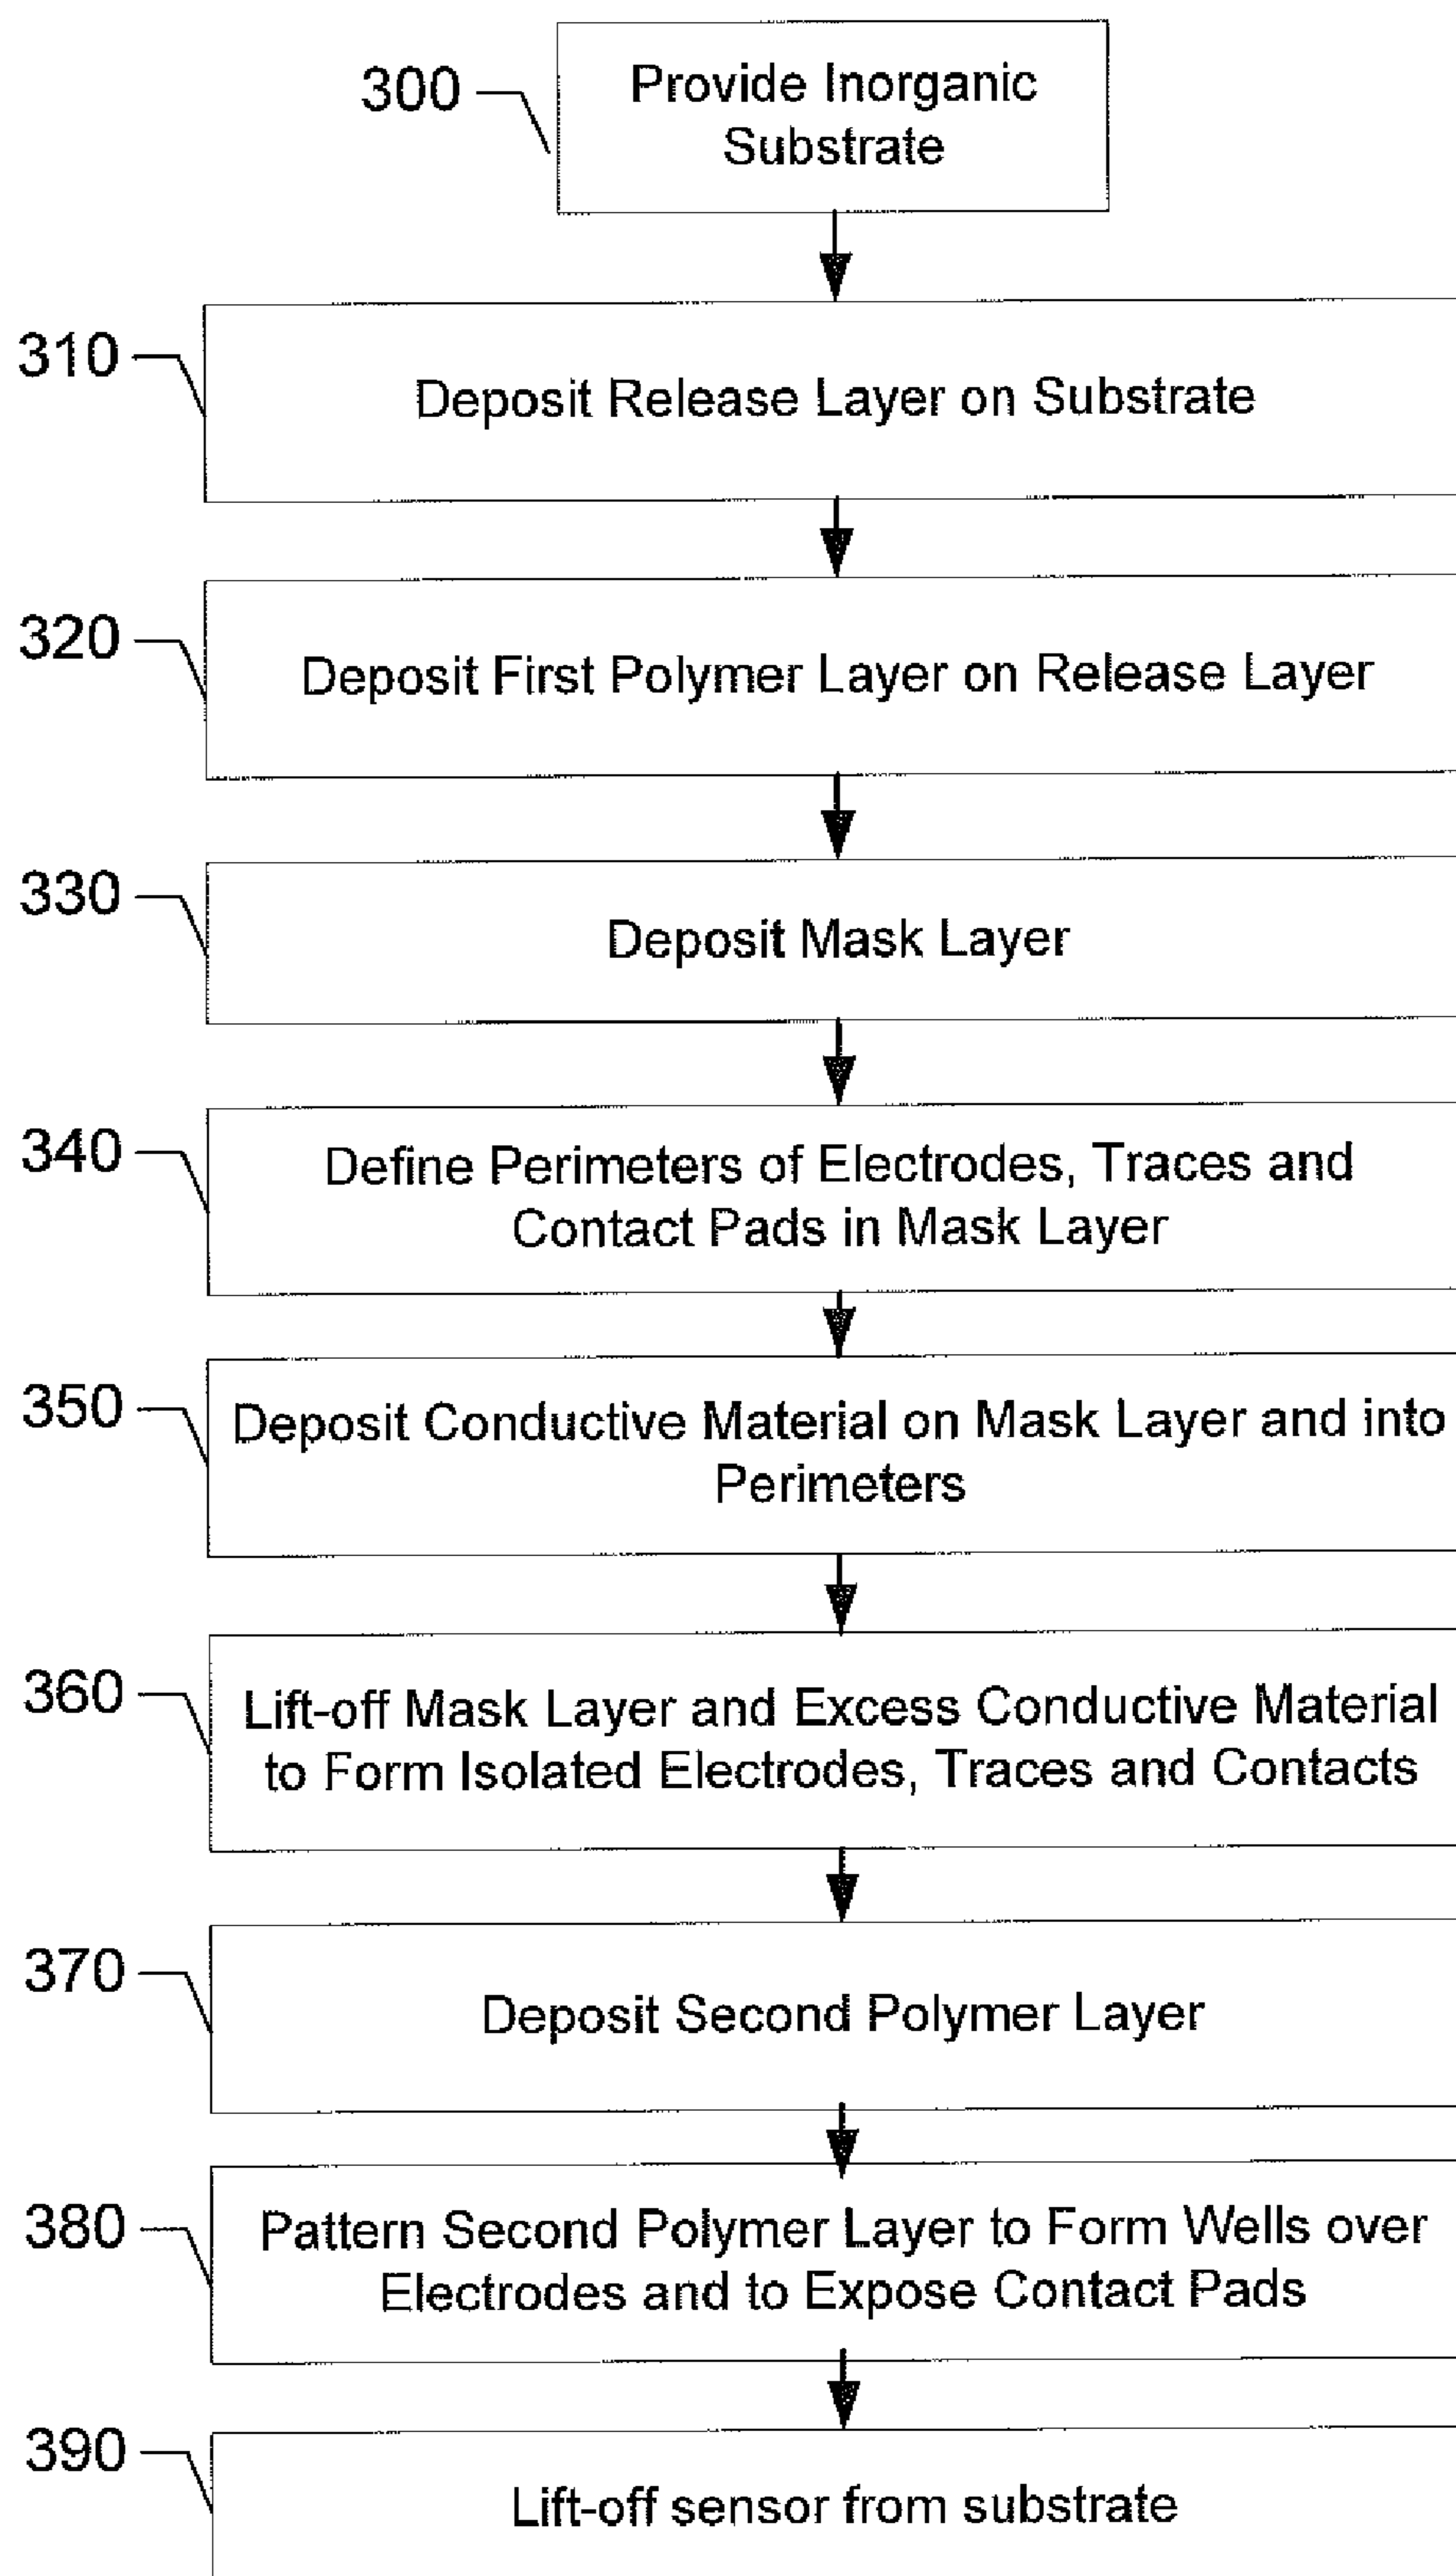 300
Provide Inorganic
Substrate
310
Deposit Release Layer on Substrate
320
Deposit First Polymer Layer on Release Layer
330
Deposit Mask Layer
340
Define Perimeters of Electrodes, Traces and
Contact Pads in Mask Layer
350
Deposit Conductive Material on Mask Layer and into
Perimeters
360
Lift-off Mask Layer and Excess Conductive Material
to Form Isolated Electrodes, Traces and Contacts
370
Deposit Second Polymer Layer
380
Pattern Second Polymer Layer to Form Wells over
Electrodes and to Expose Contact Pads
390
Lift-off sensor from substrate